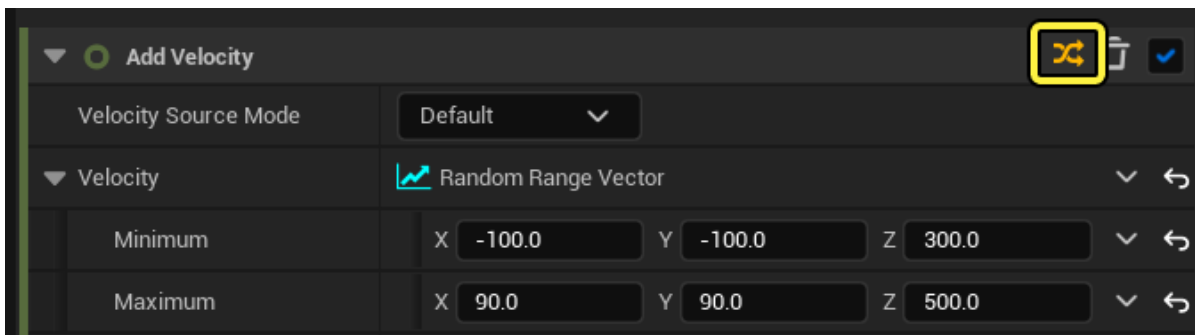 Add Velocity
Velocity Source Mode Default
Velocity Random Range Vector
Minimum X -100.0 Y -100.0 Z 300.0
Maximum X 90.0 Y 90.0 Z 500.0